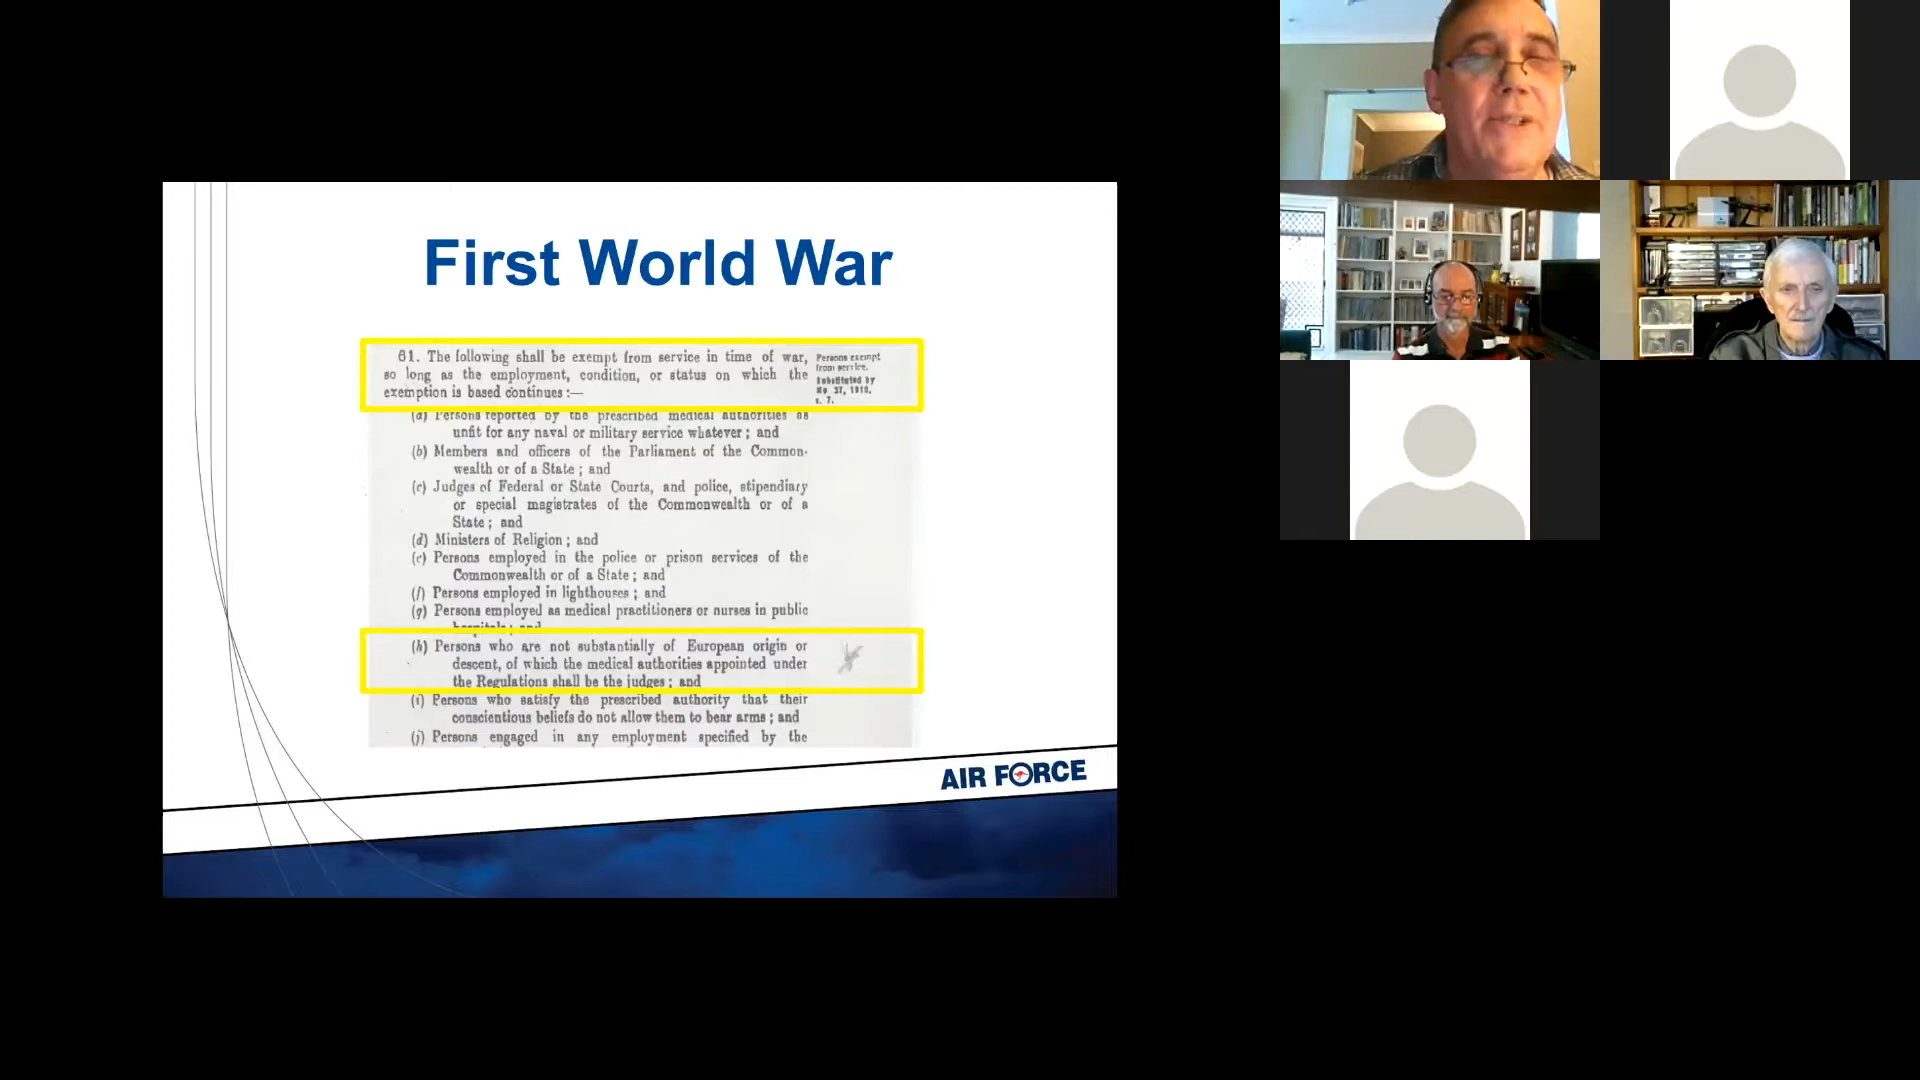 First World War
61. The following shall be exempt from service in time of war,
so long as the employment, condition, or status on which the
exemption is based continues :—
Persons exempt
from service.
Substituted by
No 37, 1910,
s. 7.
(a) Persons reported by the prescribed medical authorities as
unfit for any naval or military service whatever ; and
(b) Members and officers of the Parliament of the Common-
wealth or of a State ; and
(c) Judges of Federal or State Courts, and police, stipendiary
or special magistrates of the Commonwealth or of a
State ; and
(d) Ministers of Religion ; and
(e) Persons employed in the police or prison services of the
Commonwealth or of a State ; and
(f) Persons employed in lighthouses ; and
(g) Persons employed as medical practitioners or nurses in public
hospitals ; and
(h) Persons who are not substantially of European origin or
descent, of which the medical authorities appointed under
the Regulations shall be the judges ; and
(i) Persons who satisfy the prescribed authority that their
conscientious beliefs do not allow them to bear arms ; and
(j) Persons engaged in any employment specified by the
AIR FORCE